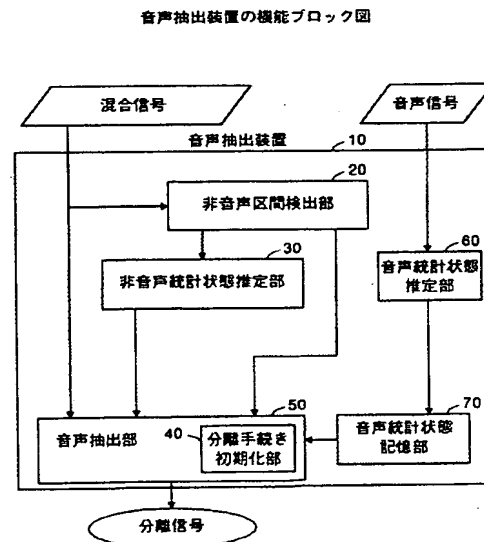 音声抽出装置の機能ブロック図
混合信号
音声信号
音声抽出装置
10
20
非音声区間検出部
30
非音声統計状態推定部
60
音声統計状態
推定部
50
音声抽出部
40
分離手続き
初期化部
70
音声統計状態
記憶部
分離信号